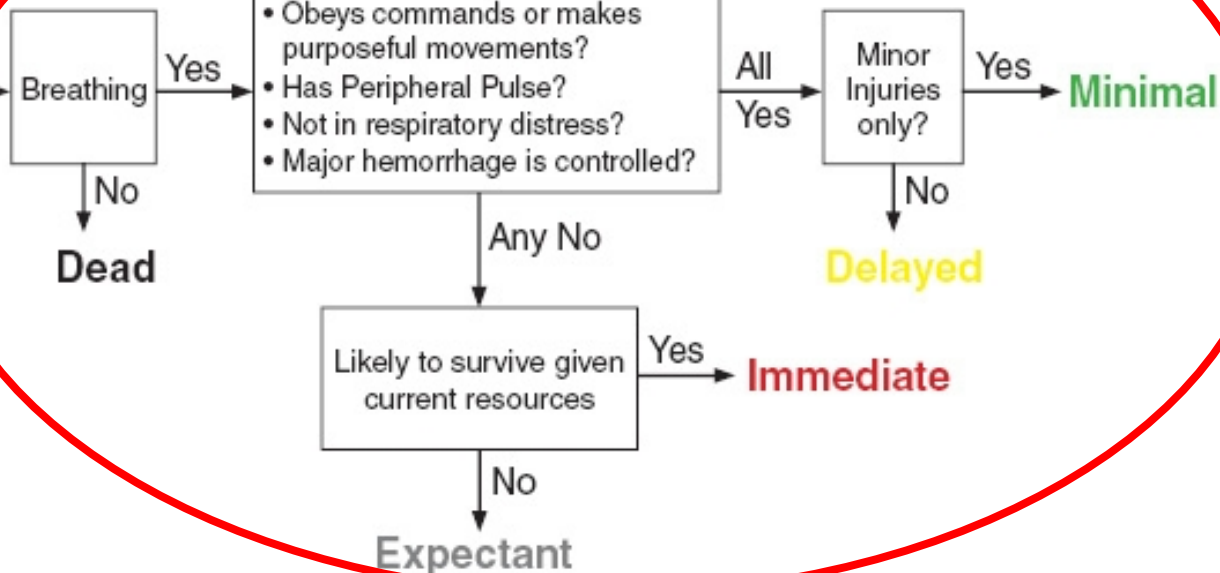 • Obeys commands or makes
purposeful movements?
• Has Peripheral Pulse?
• Not in respiratory distress?
• Major hemorrhage is controlled?
Breathing
Yes
All
Yes
Minor
Injuries
only?
Yes
Minimal
No
Dead
Any No
No
Delayed
Likely to survive given
current resources
Yes
Immediate
No
Expectant